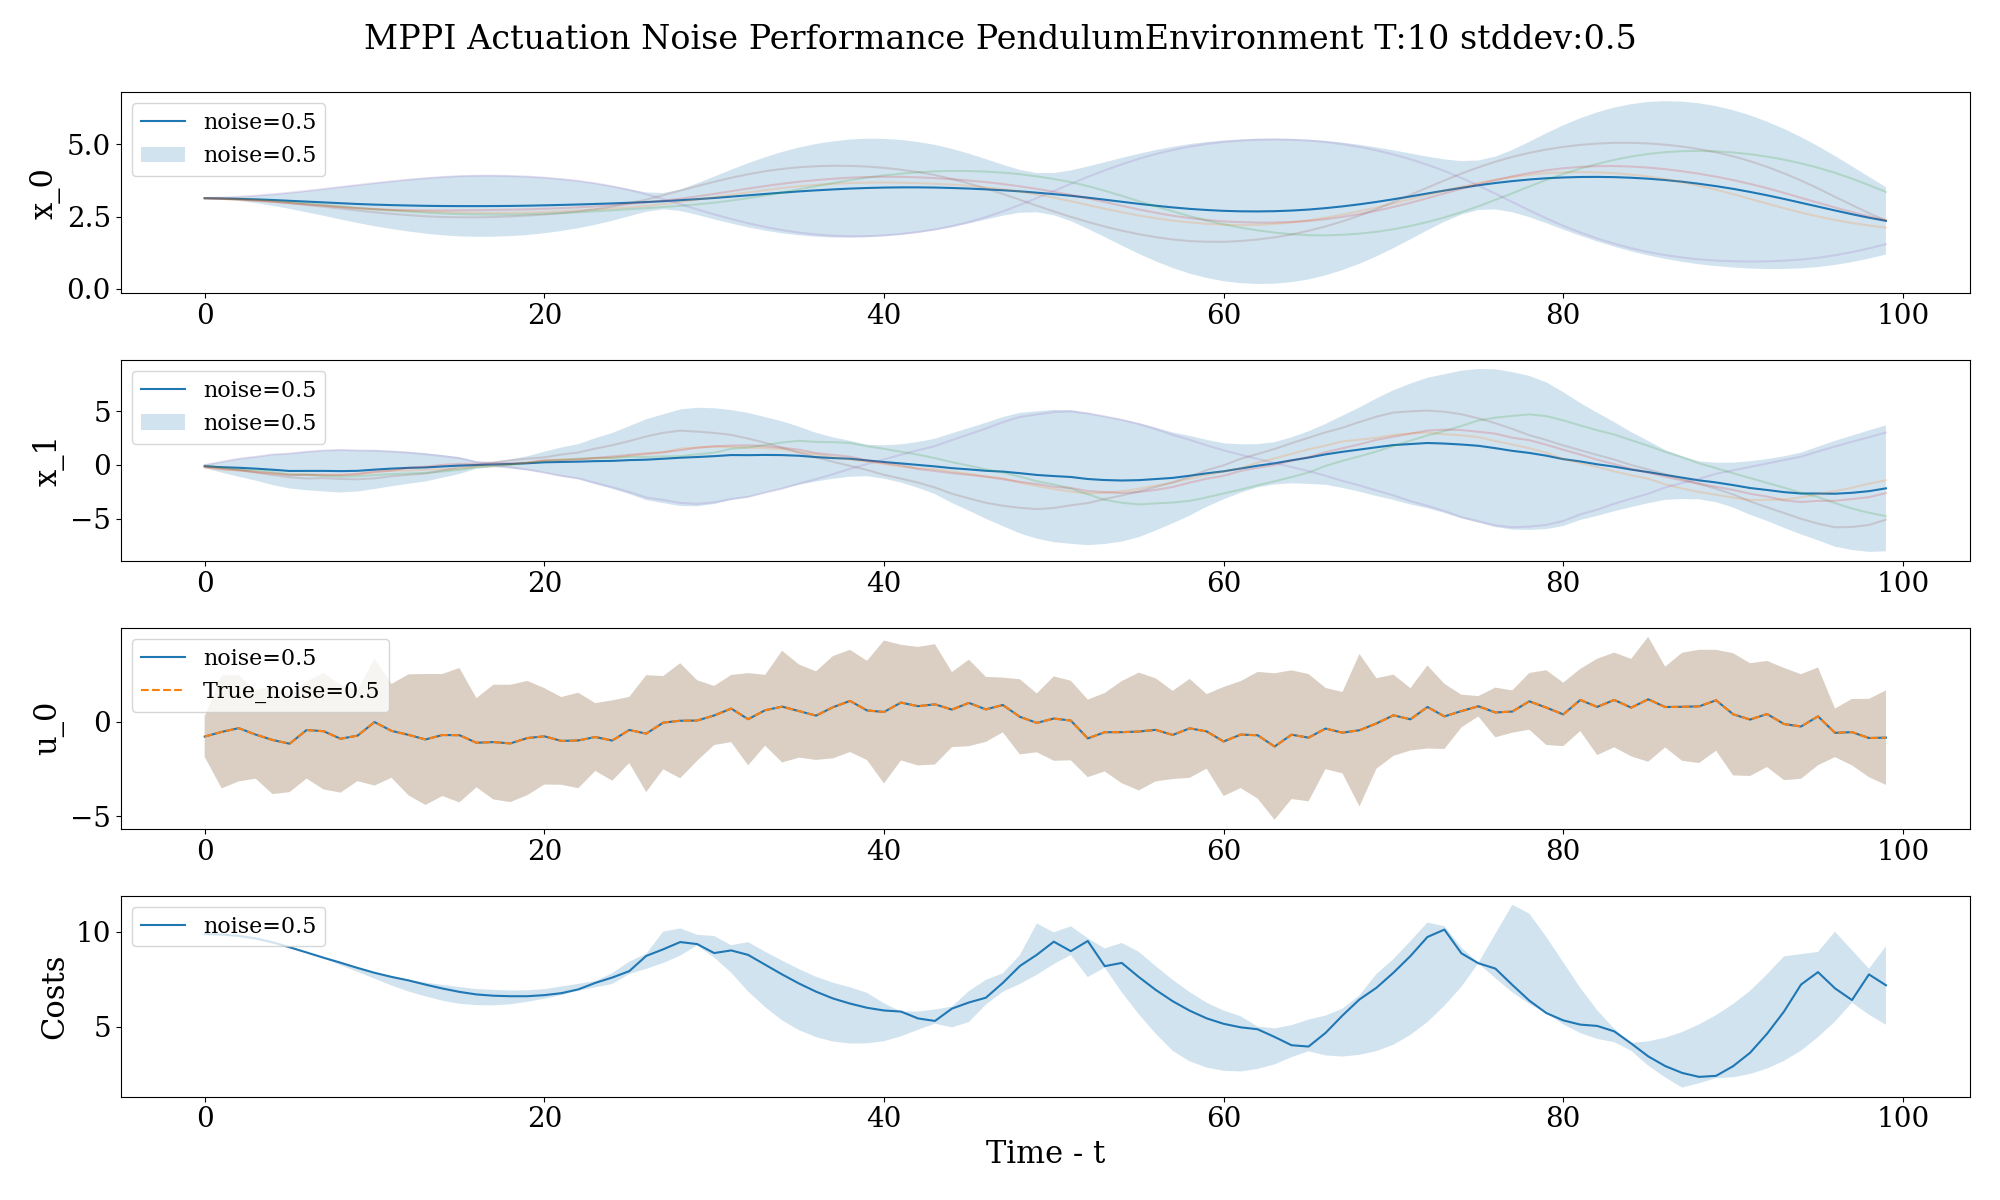 MPPI Actuation Noise Performance PendulumEnvironment T:10 stddev:0.5
noise=0.5
noise=0.5
x_0
5.0
2.5
0.0
0 20 40 60 80 100
noise=0.5
noise=0.5
x_1
5
0
−5
0 20 40 60 80 100
noise=0.5
True_noise=0.5
u_0
0
−5
0 20 40 60 80 100
noise=0.5
Costs
10
5
0 20 40 60 80 100
Time - t